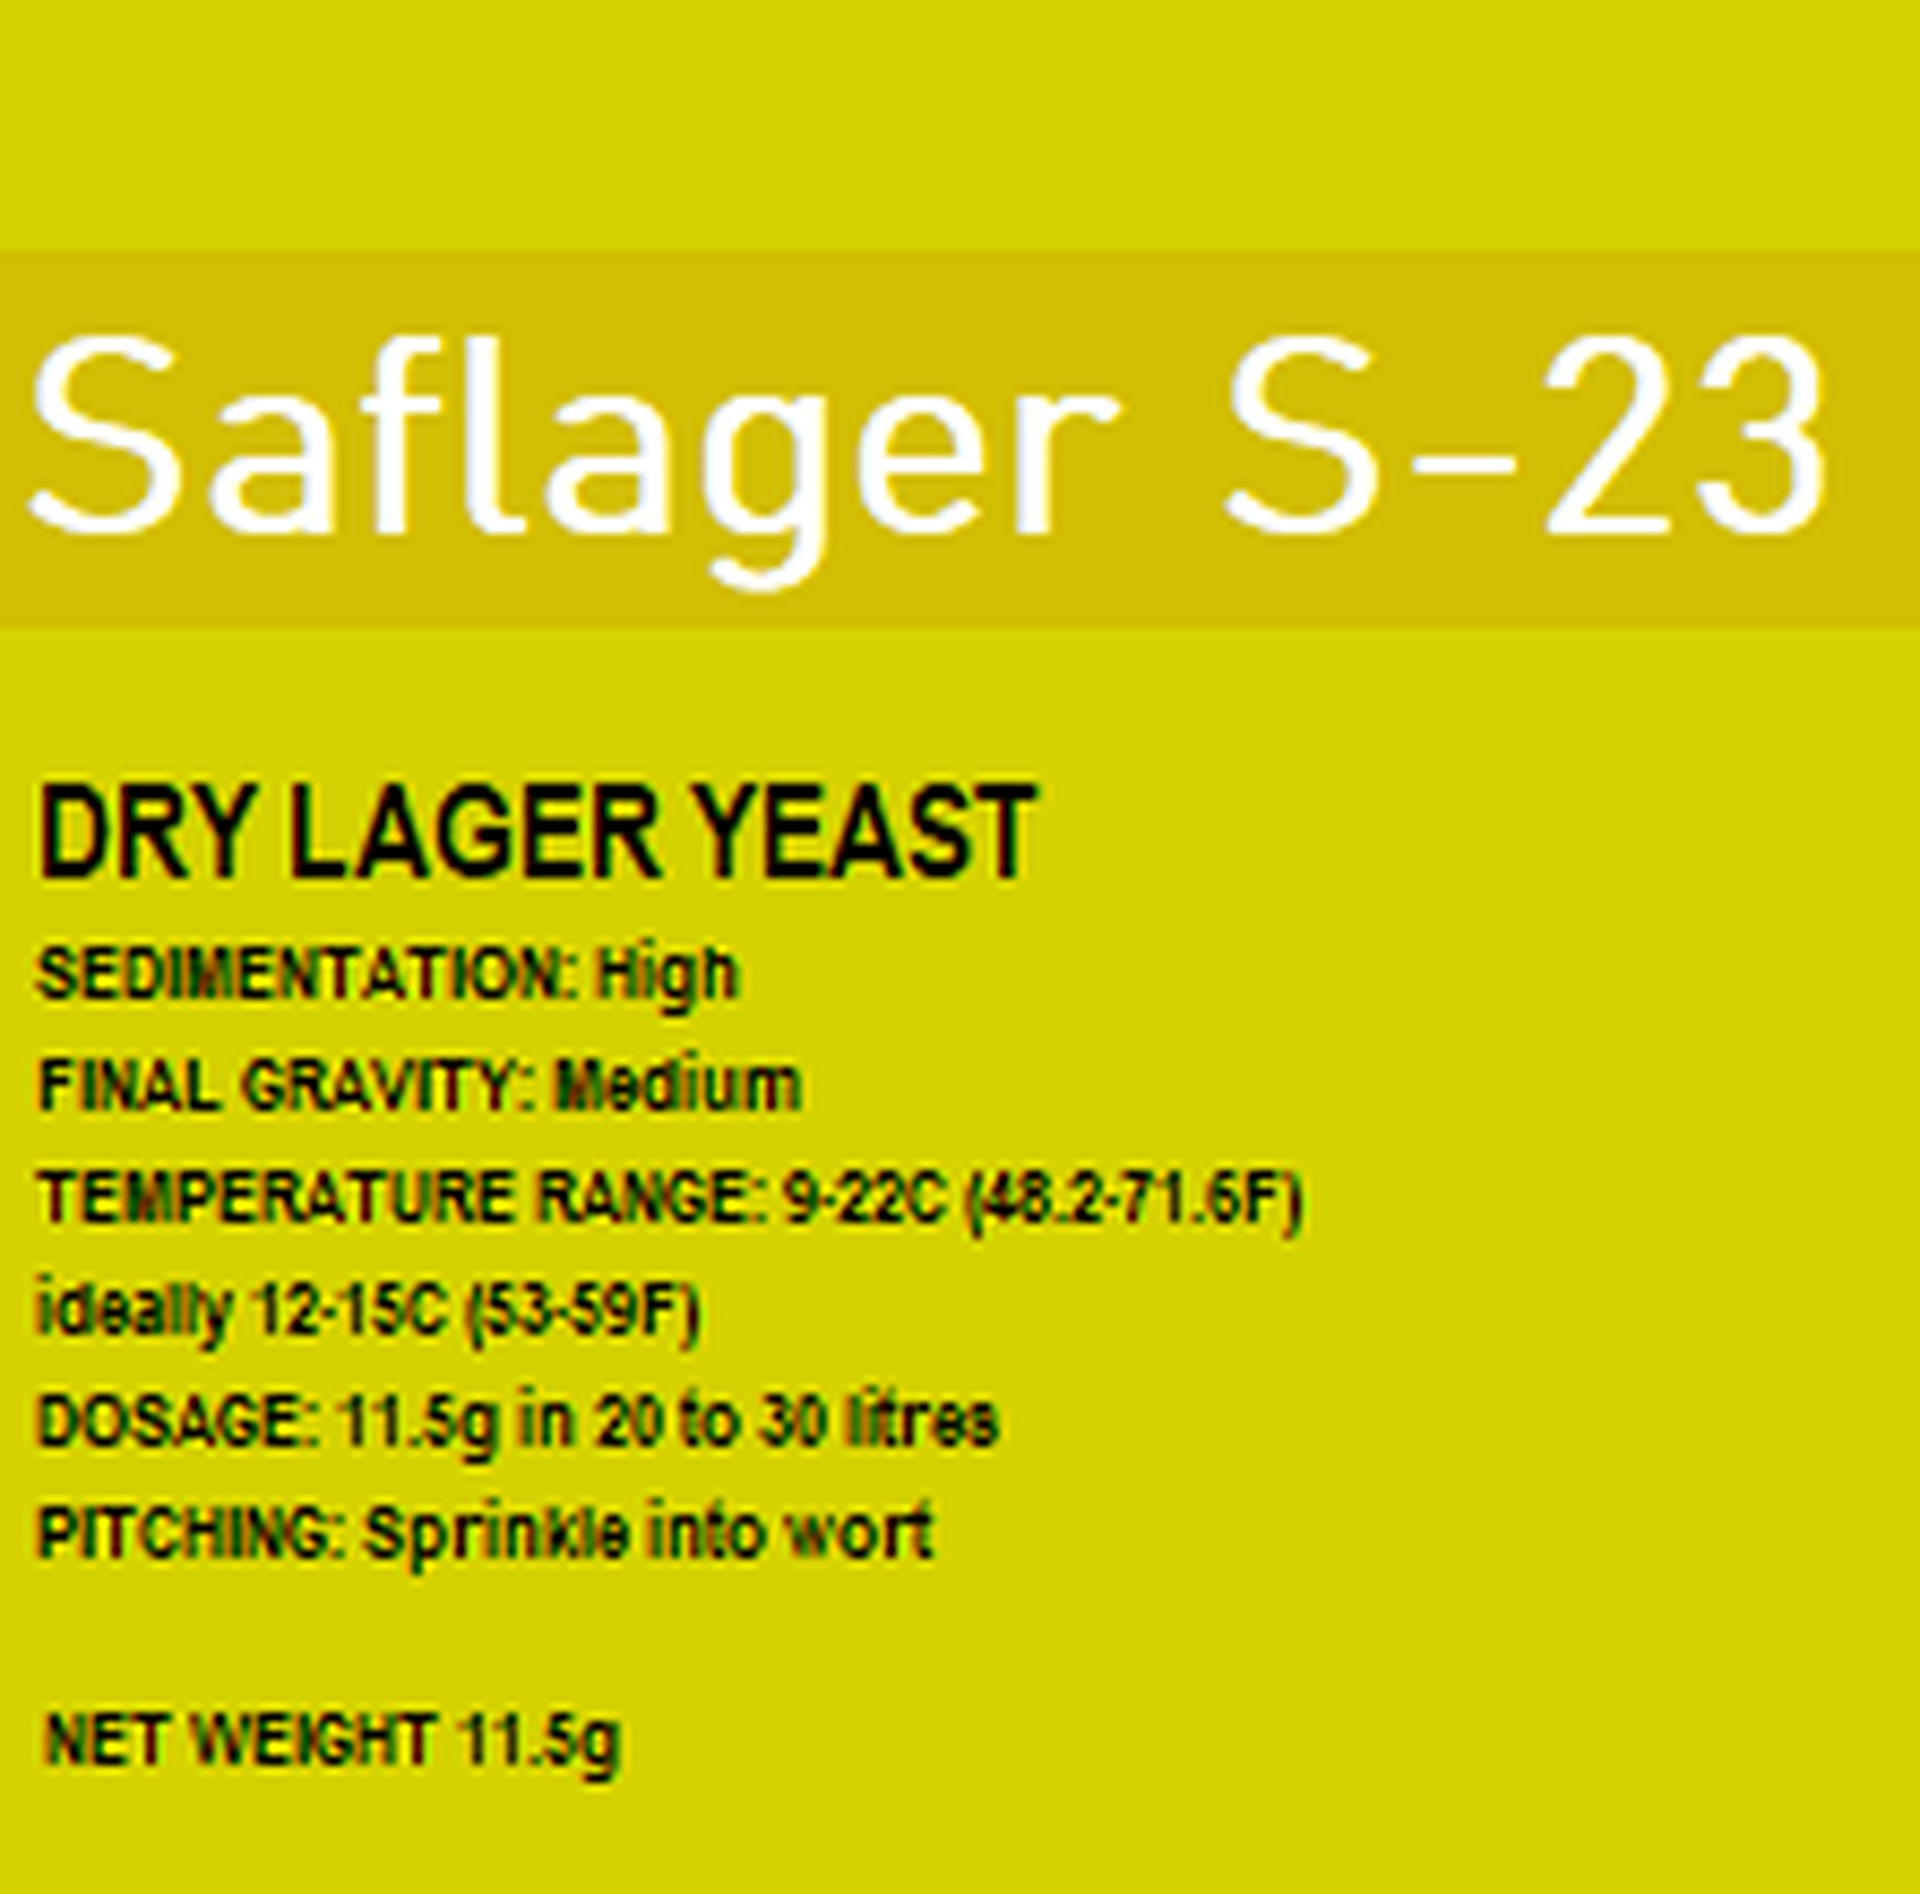 Saflager S-23
DRY LAGER YEAST
SEDIMENTATION: High
FINAL GRAVITY: Medium
TEMPERATURE RANGE: 9-22C (48.2-71.6F)
ideally 12-15C (53-59F)
DOSAGE: 11.5g in 20 to 30 litres
PITCHING: Sprinkle into wort
NET WEIGHT 11.5g